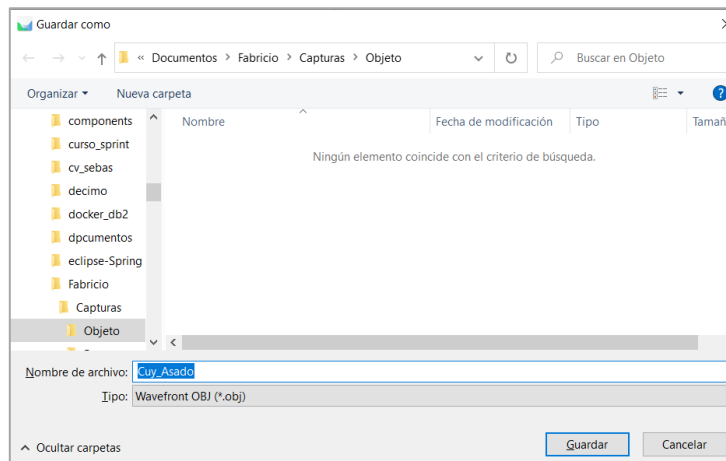 Guardar como
« Documentos > Fabricio > Capturas > Objeto
Buscar en Objeto
Organizar
Nueva carpeta
Nombre
Fecha de modificación
Tipo
Tamañ
components
curso_sprint
cv_sebas
decimo
docker_db2
dpcumentos
eclipse-Spring
Fabricio
Capturas
Objeto
Ningún elemento coincide con el criterio de búsqueda.
Nombre de archivo: Cuy_Asado
Tipo: Wavefront OBJ (*.obj)
Ocultar carpetas
Guardar
Cancelar